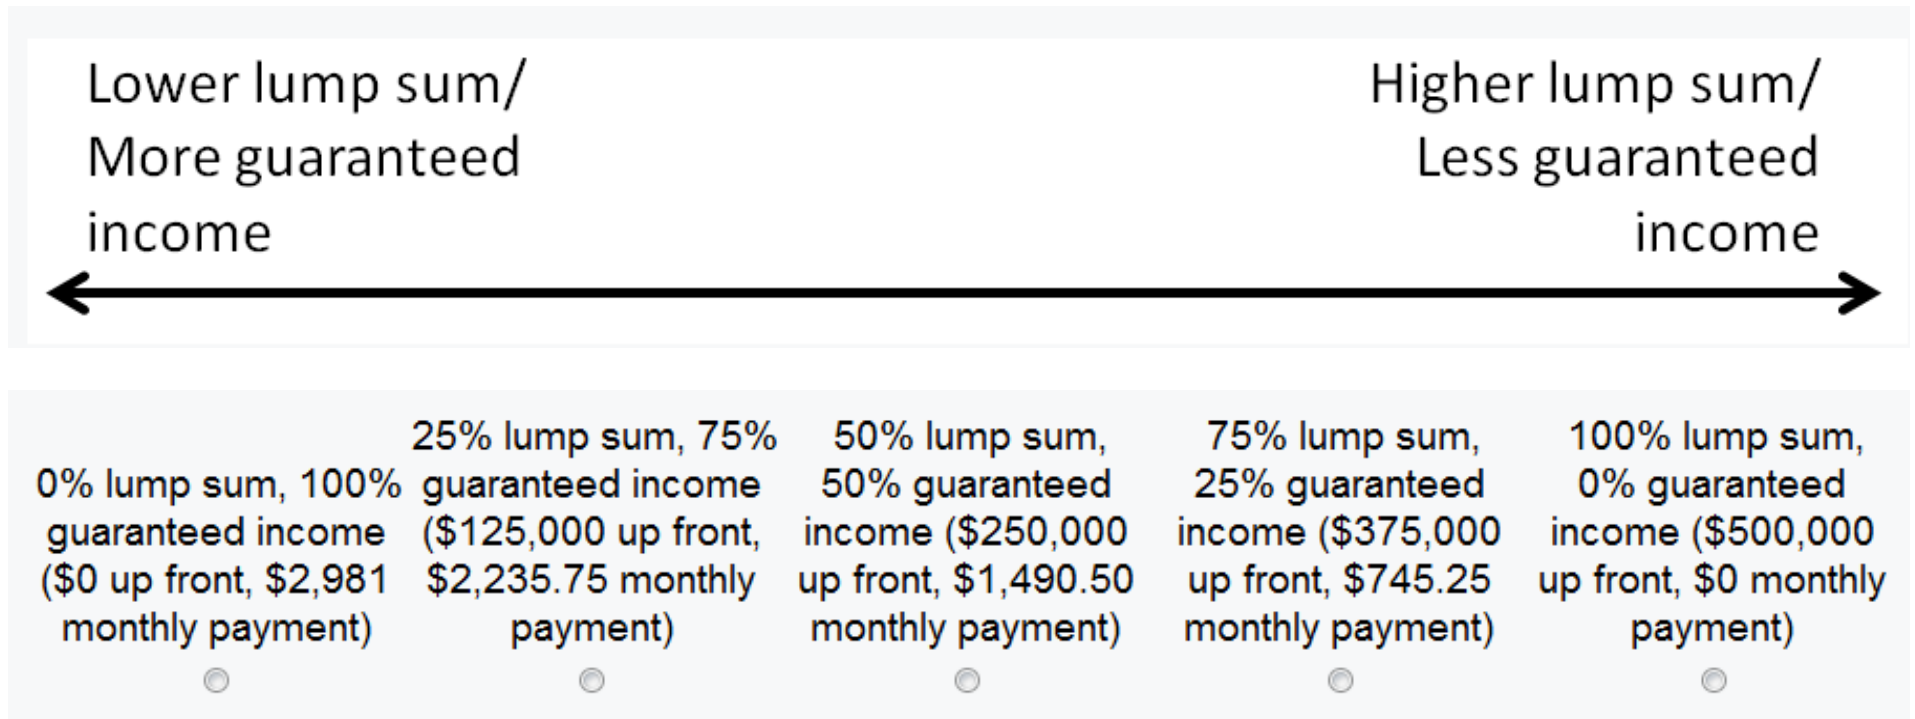 Lower lump sum/
More guaranteed
income
Higher lump sum/
Less guaranteed
income
0% lump sum, 100%
guaranteed income
($0 up front, $2,981
monthly payment)
25% lump sum, 75%
guaranteed income
($125,000 up front,
$2,235.75 monthly
payment)
50% lump sum,
50% guaranteed
income ($250,000
up front, $1,490.50
monthly payment)
75% lump sum,
25% guaranteed
income ($375,000
up front, $745.25
monthly payment)
100% lump sum,
0% guaranteed
income ($500,000
up front, $0 monthly
payment)